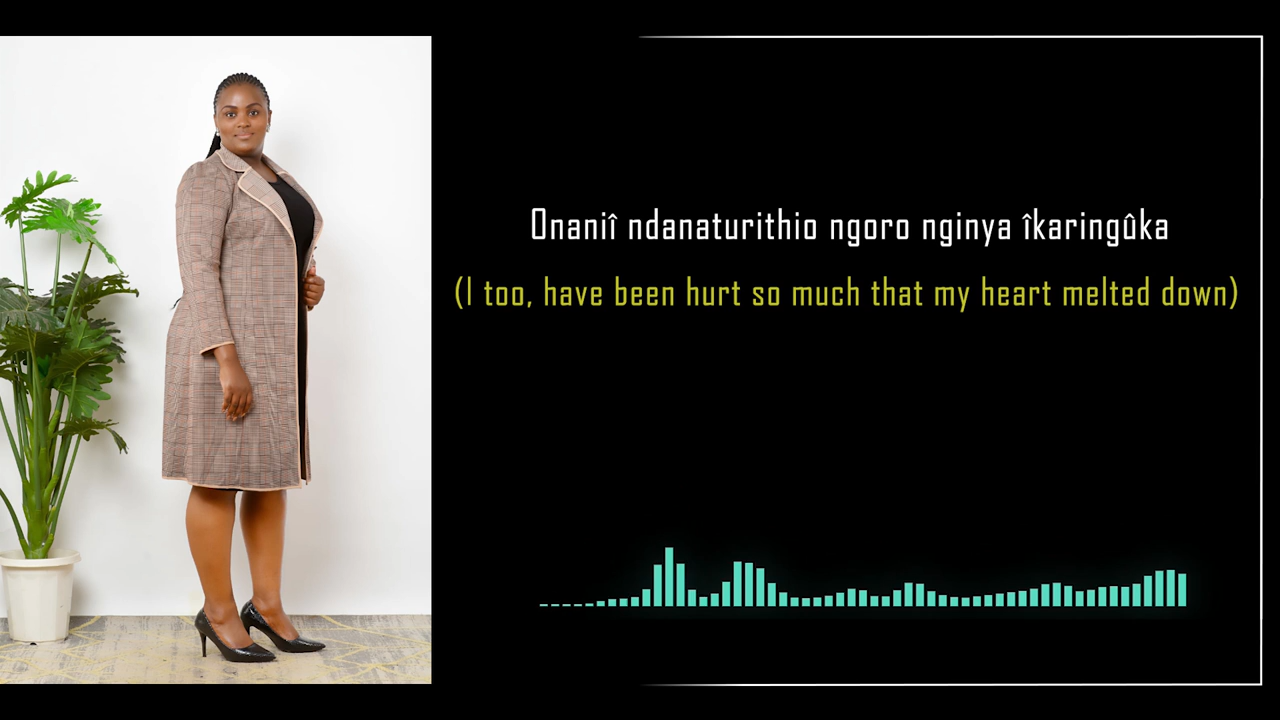 Onaniî ndanaturithio ngoro nginya îkaringûka
(I too, have been hurt so much that my heart melted down)